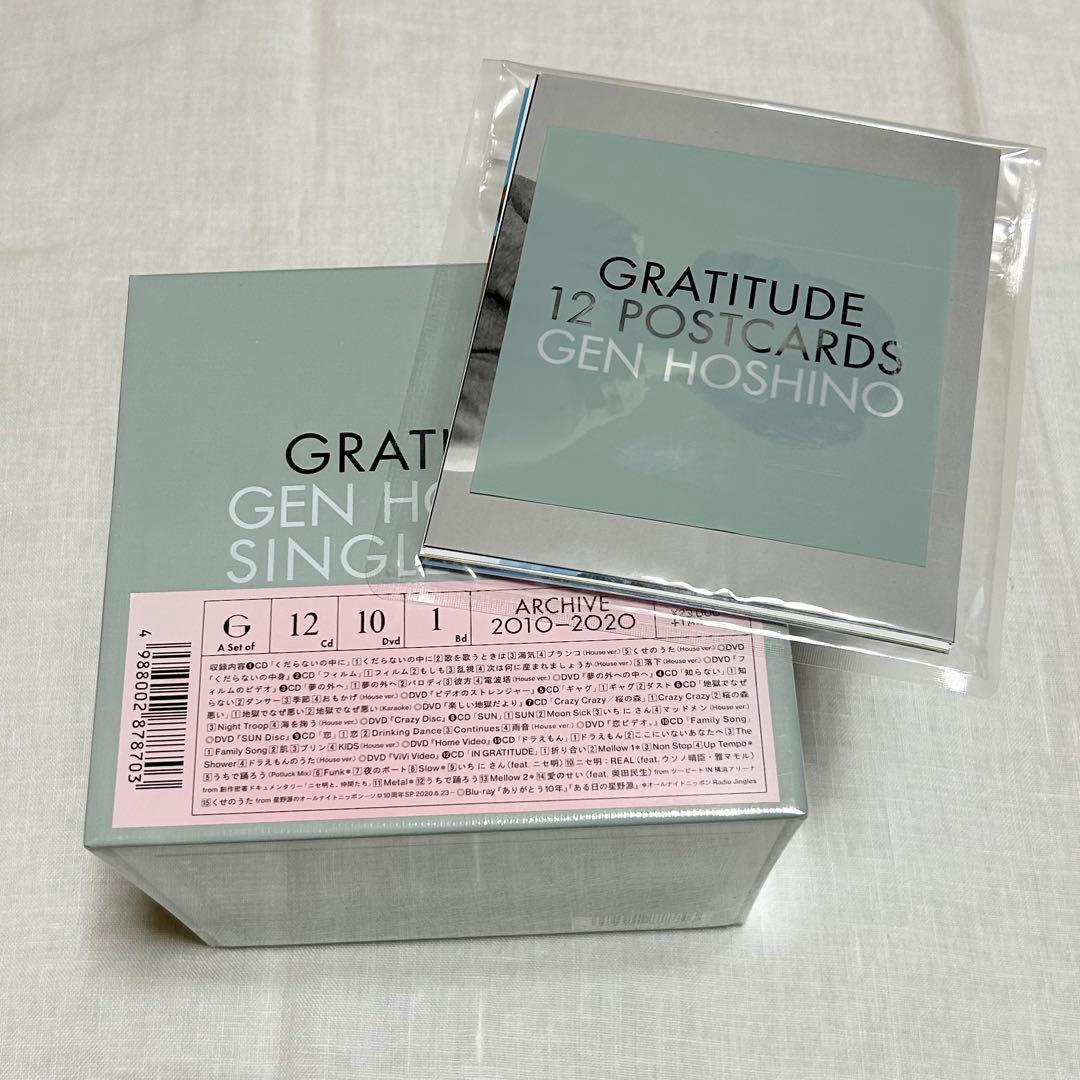 GRATITUDE
12 POSTCARDS
GEN HOSHINO
GRATI
GEN HO
SINGL
G
A Set of
12
Cd
10
Dvd
1
Bd
ARCHIVE
2010–2020
¥23,000
4 988002 878703
収録内容❶CD「くだらないの中に」1くだらないの中に2歌を歌うときは3湯気4ブランコ(House ver.)5くせのうた(House ver.)◎DVD
『くだらないの中身』❷CD「フィルム」1フィルム2もしも3乱視4次は何に産まれましょうか(House ver.)5落下(House ver.)◎DVD『フ
ィルムのビデオ』❸CD「夢の外へ」1夢の外へ2パロディ3彼方4電波塔(House ver.)◎DVD『夢の外への中へ』❹CD「知らない」1知
らない2ダンサー3季節4おもかげ(House ver.)◎DVD『ビデオのストレンジャー』❺CD「ギャグ」1ギャグ2ダスト❻CD「地獄でなぜ
悪い」1地獄でなぜ悪い2地獄でなぜ悪い(Karaoke)◎DVD『楽しい地獄だより』❼CD「Crazy Crazy／桜の森」1Crazy Crazy2桜の森
3Night Troop4海を掬う(House ver.)◎DVD『Crazy Disc』❽CD「SUN」1SUN2Moon Sick3いち に さん4マッドメン(House ver.)
◎DVD『SUN Disc』❾CD「恋」1恋2Drinking Dance3Continues4雨音(House ver.)◎DVD『恋ビデオ。』❿CD「Family Song」
1Family Song2肌3プリン4KIDS(House ver.)◎DVD『Home Video』⓫CD「ドラえもん」1ドラえもん2ここにいないあなたへ3The
Shower4ドラえもんのうた(House ver.)◎DVD『ViVi Video』⓬CD「IN GRATITUDE」1折り合い2Mellow 1*3Non Stop4Up Tempo*
5うちで踊ろう(Potluck Mix)6Funk*7夜のボート8Slow*9いち に さん(feat. ニセ明)10ニセ明：REAL(feat. ウソノ晴臣・雅マモル)
from 創作密着ドキュメンタリー「ニセ明と、仲間たち」11Metal*12うちで踊ろう13Mellow 2*14愛のせい(feat. 奥田民生)from ツービート IN 横浜アリーナ
15くせのうた from 星野源のオールナイトニッポン–ソロ10周年SP 2020.6.23–◎Blu-ray『ありがとう10年』『ある日の星野源』*オールナイトニッポン Radio Jingles